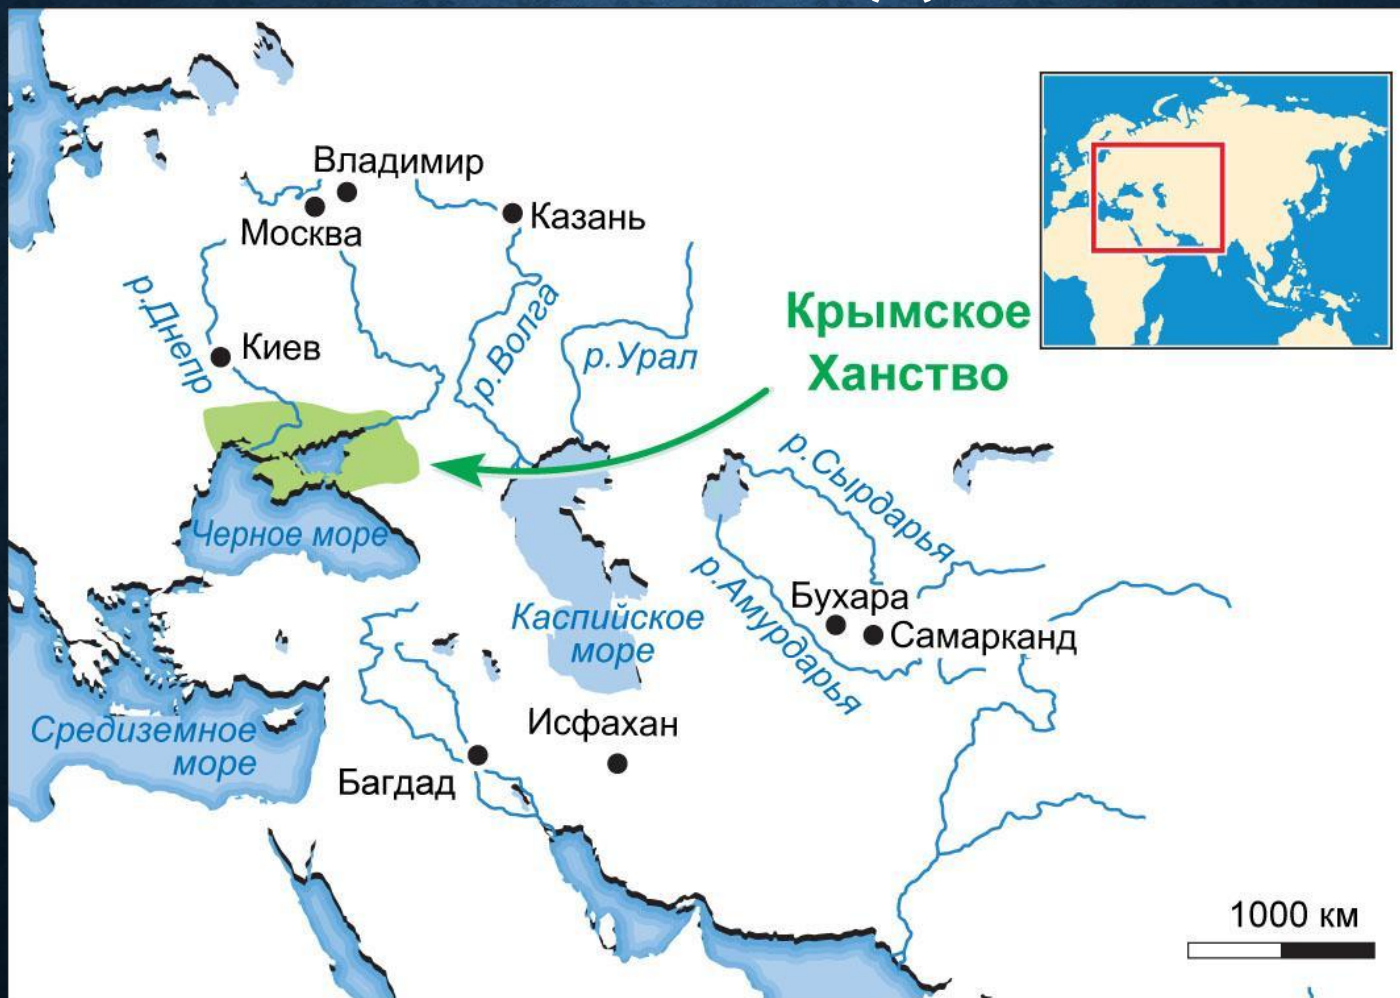 Владимир
Москва
Казань
р.Днепр
Киев
р.Волга
р.Урал
Крымское
Ханство
р.Сырдарья
Черное море
р.Амурдарья
Бухара
Самарканд
Каспийское
море
Исфахан
Средиземное
море
Багдад
1000 км